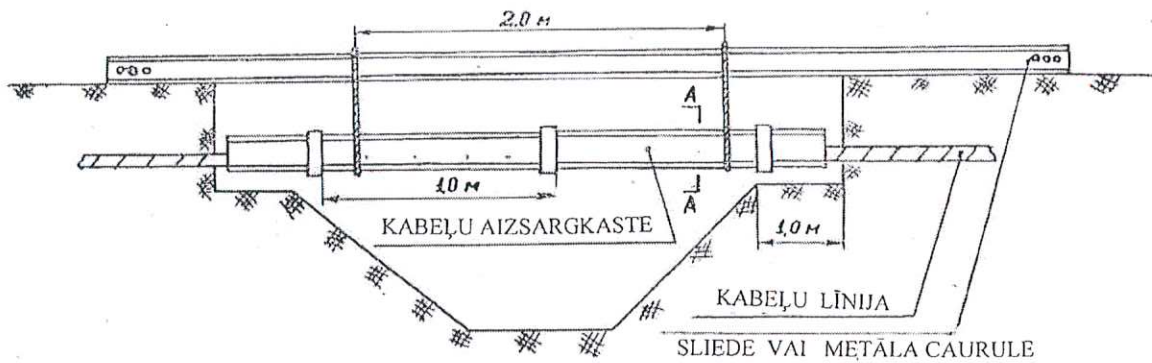 2.0 м
A
1.0 м
A
KABEĻU AIZSARGKASTE
1,0 м
KABEĻU LĪNIJA
SLIEDE VAI METĀLA CAURULE